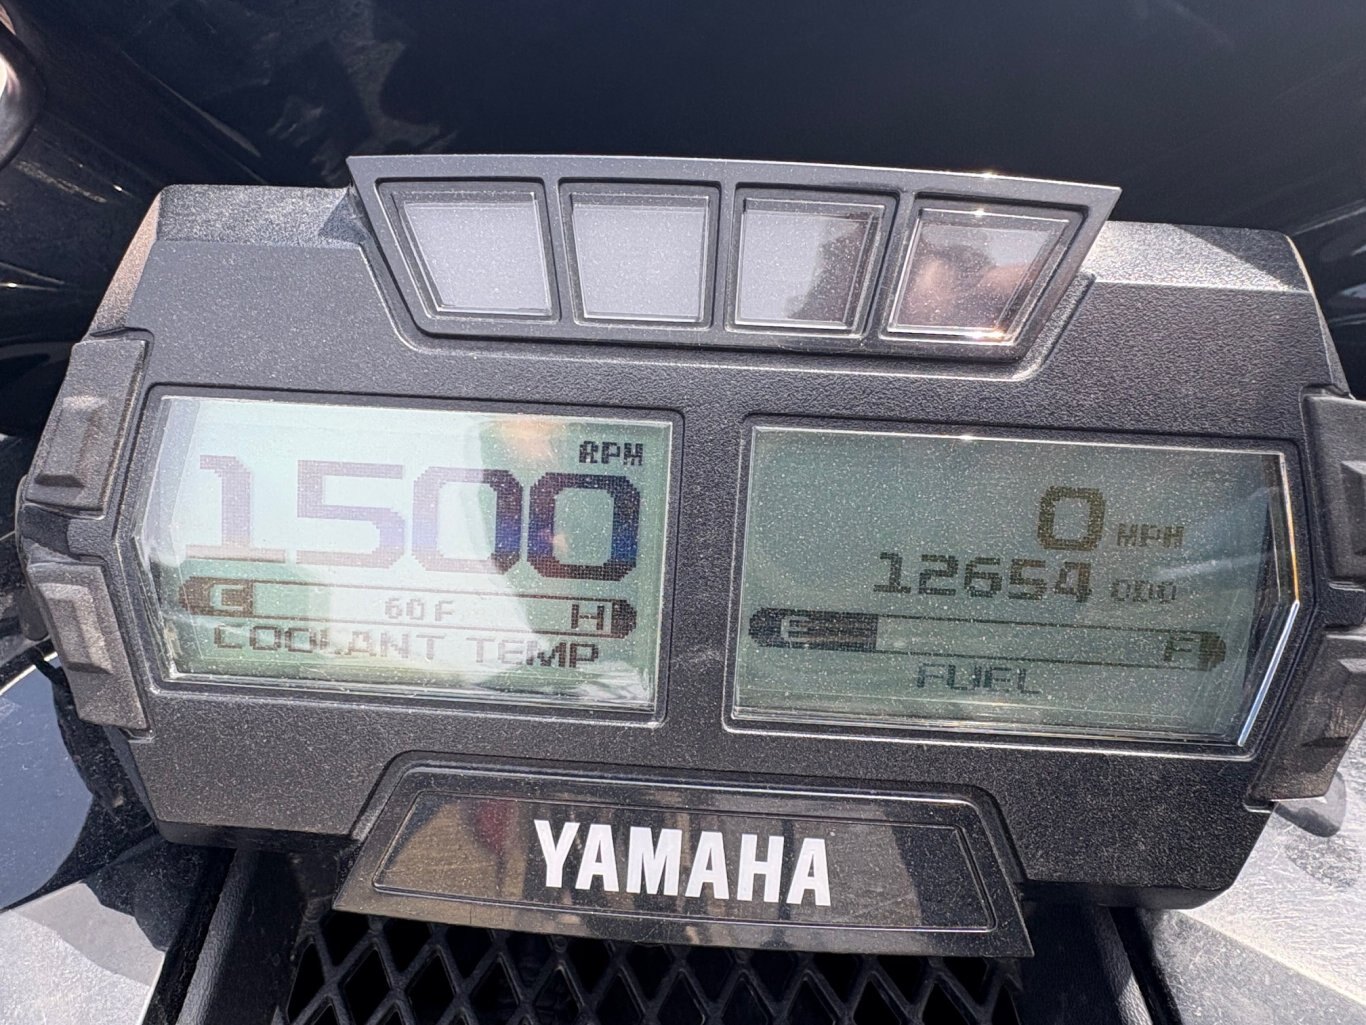 RPM
1500
C 60 F H
COOLANT TEMP
0 MPH
12654 ODO
E F
FUEL
YAMAHA